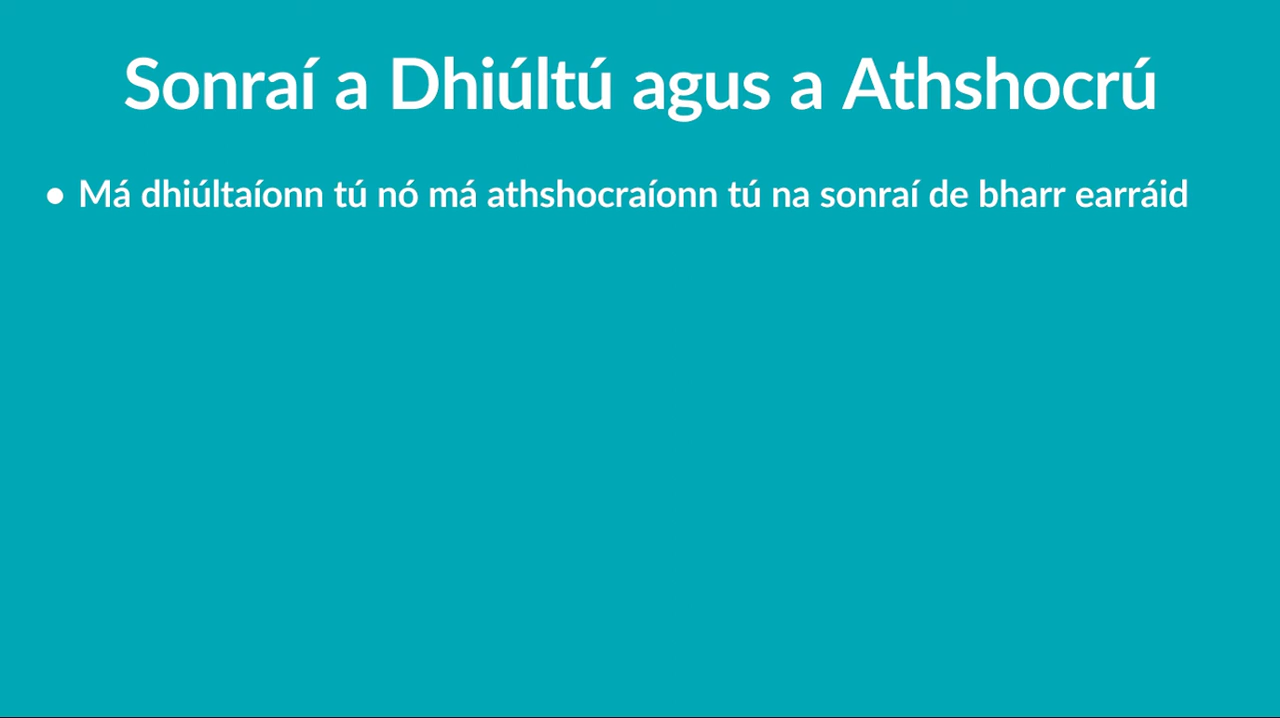 Sonraí a Dhiúltú agus a Athshocrú
• Má dhiúltaíonn tú nó má athshocraíonn tú na sonraí de bharr earráid